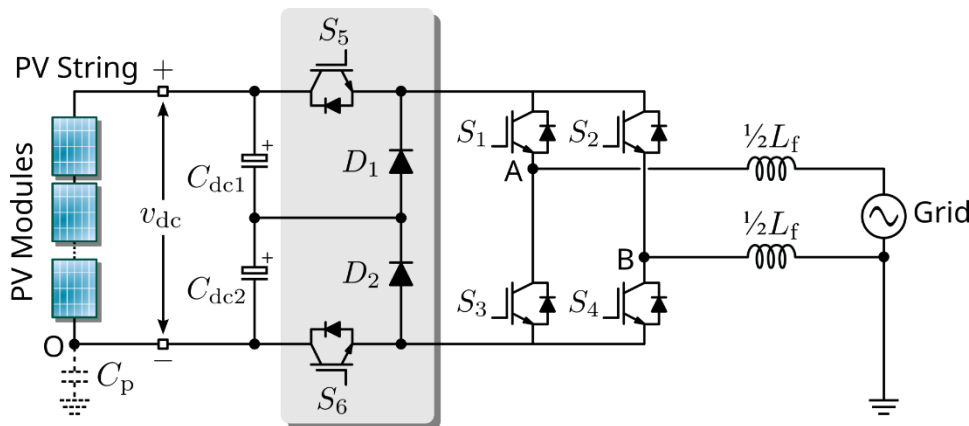 PV String
+
S5
PV Modules
vdc
Cdc1
+
D1
S1
S2
A
½Lf
Grid
½Lf
B
Cdc2
+
D2
S3
S4
O
−
Cp
S6